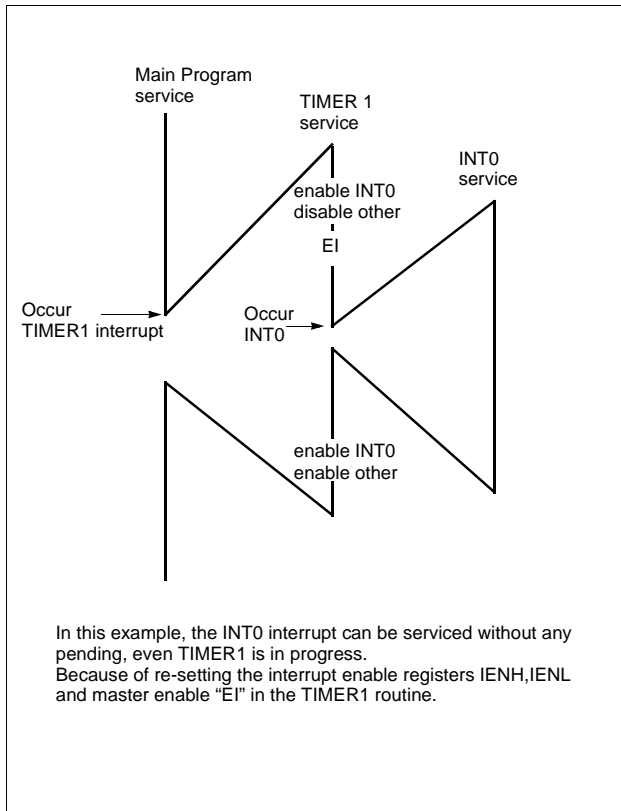 Main Program
service
TIMER 1
service
INT0
service
enable INT0
disable other
EI
Occur
TIMER1 interrupt
Occur
INT0
enable INT0
enable other
In this example, the INT0 interrupt can be serviced without any
pending, even TIMER1 is in progress.
Because of re-setting the interrupt enable registers IENH,IENL
and master enable “EI” in the TIMER1 routine.